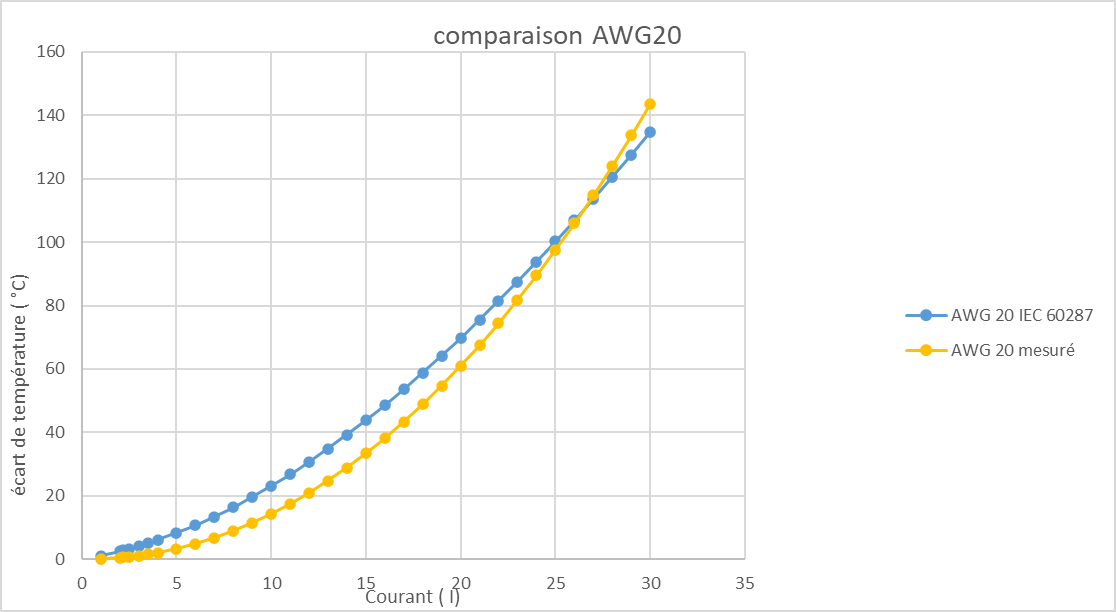 comparaison AWG20
160
140
120
100
80
60
40
20
0
écart de température ( ˚C)
0 5 10 15 20 25 30 35
Courant ( I)
AWG 20 IEC 60287
AWG 20 mesuré